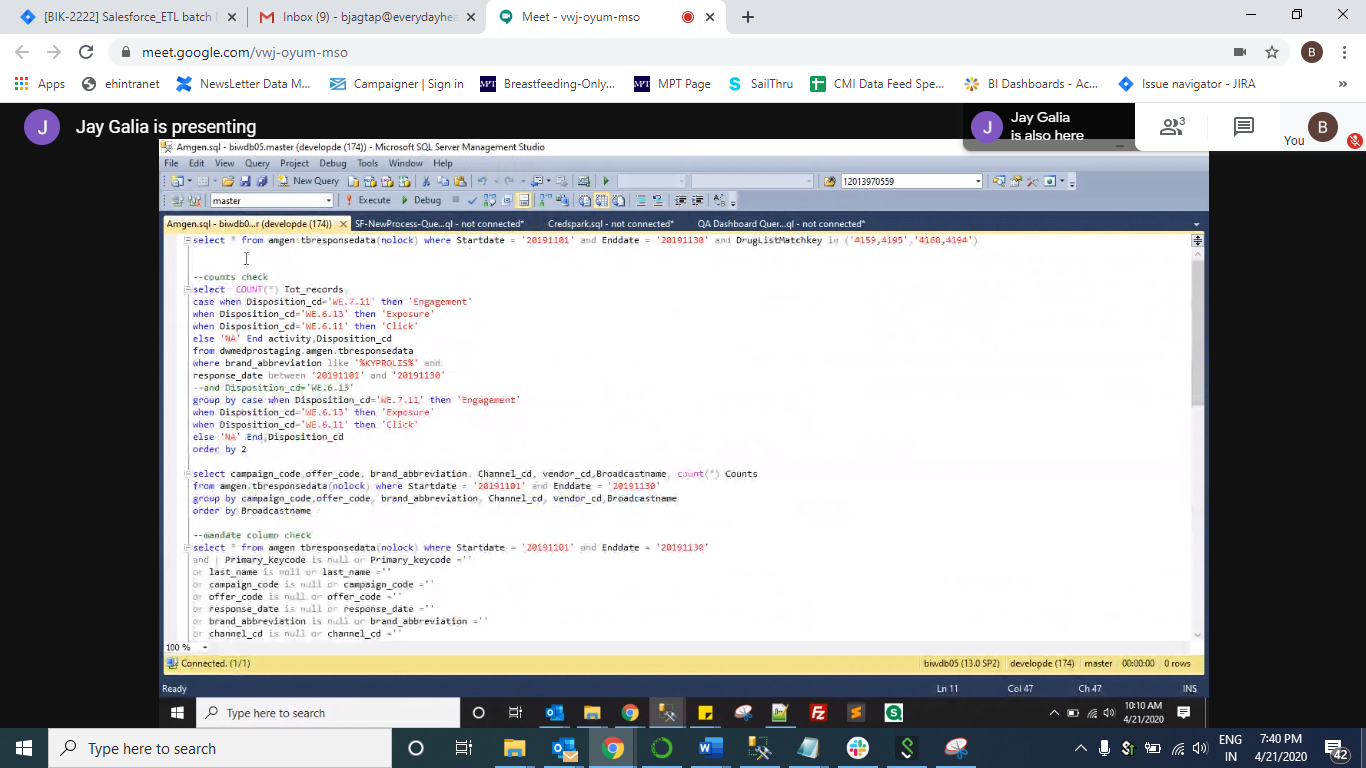 [BIK-2222] Salesforce_ETL batch
Inbox (9) - bjagtap@everydayhea
Meet - vwj-oyum-mso
meet.google.com/vwj-oyum-mso
B
Apps
ehintranet
NewsLetter Data M...
Campaigner | Sign in
MPT
Breastfeeding-Only...
MPT
MPT Page
SailThru
CMI Data Feed Spe...
BI Dashboards - Ac...
Issue navigator - JIRA
»
J
Jay Galia is presenting
J
Jay Galia
is also here
3
You
B
Amgen.sql - biwdb05.master (developde (174)) - Microsoft SQL Server Management Studio
File Edit View Query Project Debug Tools Window Help
New Query
12013970559
master
Execute
Debug
Amgen.sql - biwdb0...r (developde (174))
SF-NewProcess-Que...ql - not connected*
Credspark.sql - not connected*
QA Dashboard Quer...ql - not connected*
select * from amgen.tbresponsedata(nolock) where Startdate = '20191101' and Enddate = '20191130' and DrugListMatchkey in ('4159,4195','4160,4194')
--counts check
select COUNT(*) Tot_records,
case when Disposition_cd='WE.7.11' then 'Engagement'
when Disposition_cd='WE.6.13' then 'Exposure'
when Disposition_cd='WE.6.11' then 'Click'
else 'NA' End activity,Disposition_cd
from dwmedprostaging.amgen.tbresponsedata
where brand_abbreviation like '%KYPROLIS%' and
response_date between '20191101' and '20191130'
--and Disposition_cd='WE.6.13'
group by case when Disposition_cd='WE.7.11' then 'Engagement'
when Disposition_cd='WE.6.13' then 'Exposure'
when Disposition_cd='WE.6.11' then 'Click'
else 'NA' End,Disposition_cd
order by 2
select campaign_code,offer_code, brand_abbreviation, Channel_cd, vendor_cd,Broadcastname, count(*) Counts
from amgen.tbresponsedata(nolock) where Startdate = '20191101' and Enddate = '20191130'
group by campaign_code,offer_code, brand_abbreviation, Channel_cd, vendor_cd,Broadcastname
order by Broadcastname
--mandate column check
select * from amgen.tbresponsedata(nolock) where Startdate = '20191101' and Enddate = '20191130'
and ( Primary_keycode is null or Primary_keycode =''
or last_name is null or last_name =''
or campaign_code is null or campaign_code =''
or offer_code is null or offer_code =''
or response_date is null or response_date =''
or brand_abbreviation is null or brand_abbreviation =''
or channel_cd is null or channel_cd =''
100 %
Connected. (1/1)
biwdb05 (13.0 SP2)
developde (174)
master
00:00:00
0 rows
Ready
Ln 11
Col 47
Ch 47
INS
Type here to search
10:10 AM
4/21/2020
Type here to search
ENG
IN
7:40 PM
4/21/2020
42